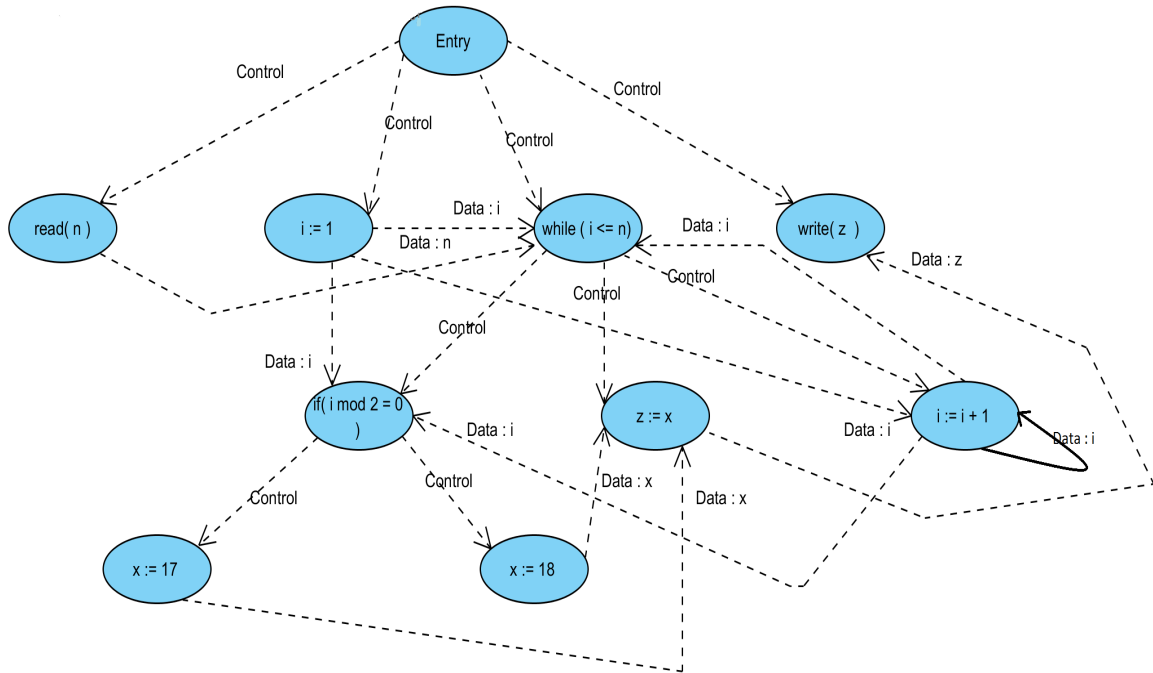 Entry
Control
Control
Control
Control
read( n )
i := 1
Data : i
Data : n
while ( i <= n)
Data : i
write( z  )
Data : z
Control
Control
Control
Data : i
if( i mod 2 = 0
)
Data : i
z := x
Data : i
i := i + 1
Data : i
Control
Control
Data : x
Data : x
x := 17
x := 18